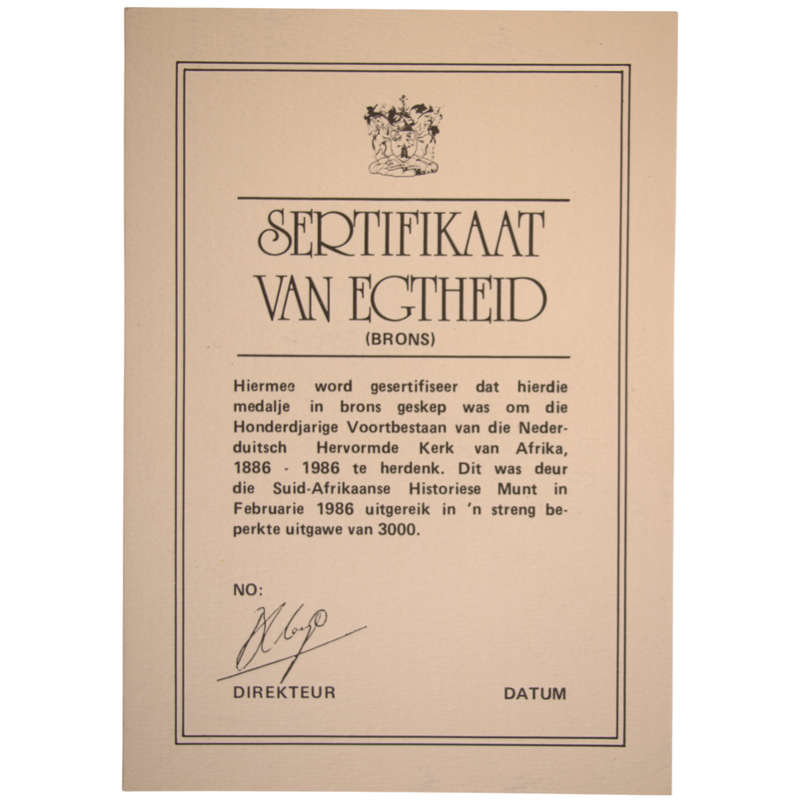 SERTIFIKAAT
VAN EGTHEID
(BRONS)
Hiermee word gesertifiseer dat hierdie
medalje in brons geskep was om die
Honderdjarige Voortbestaan van die Neder-
duitsch Hervormde Kerk van Afrika,
1886 - 1986 te herdenk. Dit was deur
die Suid-Afrikaanse Historiese Munt in
Februarie 1986 uitgereik in 'n streng be-
perkte uitgawe van 3000.
NO:
DIREKTEUR DATUM